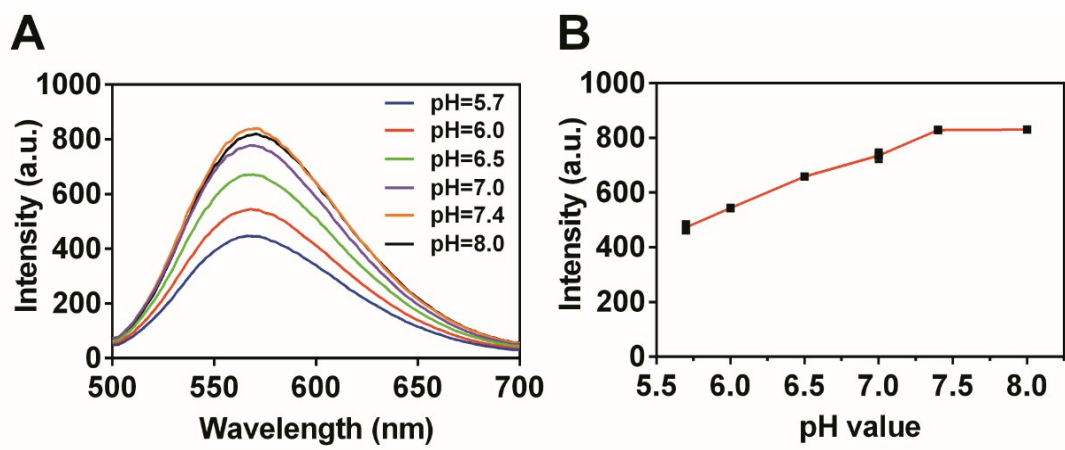 A
1000
800
600
400
200
0
Intensity (a.u.)
500
550
600
650
700
Wavelength (nm)
pH=5.7
pH=6.0
pH=6.5
pH=7.0
pH=7.4
pH=8.0
B
1000
800
600
400
200
0
Intensity (a.u.)
5.5
6.0
6.5
7.0
7.5
8.0
pH value